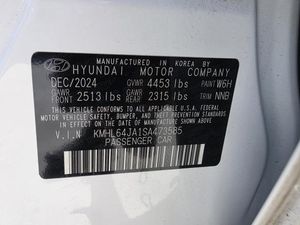 MANUFACTURED IN KOREA BY
HYUNDAI MOTOR COMPANY
DEC/2024 GVWR 4453 lbs PAINT W6H
GAWR FRONT 2513 lbs GAWR REAR 2315 lbs TRIM NNB
THIS VEHICLE CONFORMS TO ALL APPLICABLE U.S.
FEDERAL MOTOR VEHICLE SAFETY, BUMPER, AND
THEFT PREVENTION STANDARDS IN EFFECT ON THE
DATE OF MANUFACTURE SHOWN ABOVE.
V.I.N KMHL64JA1SA473585
PASSENGER CAR